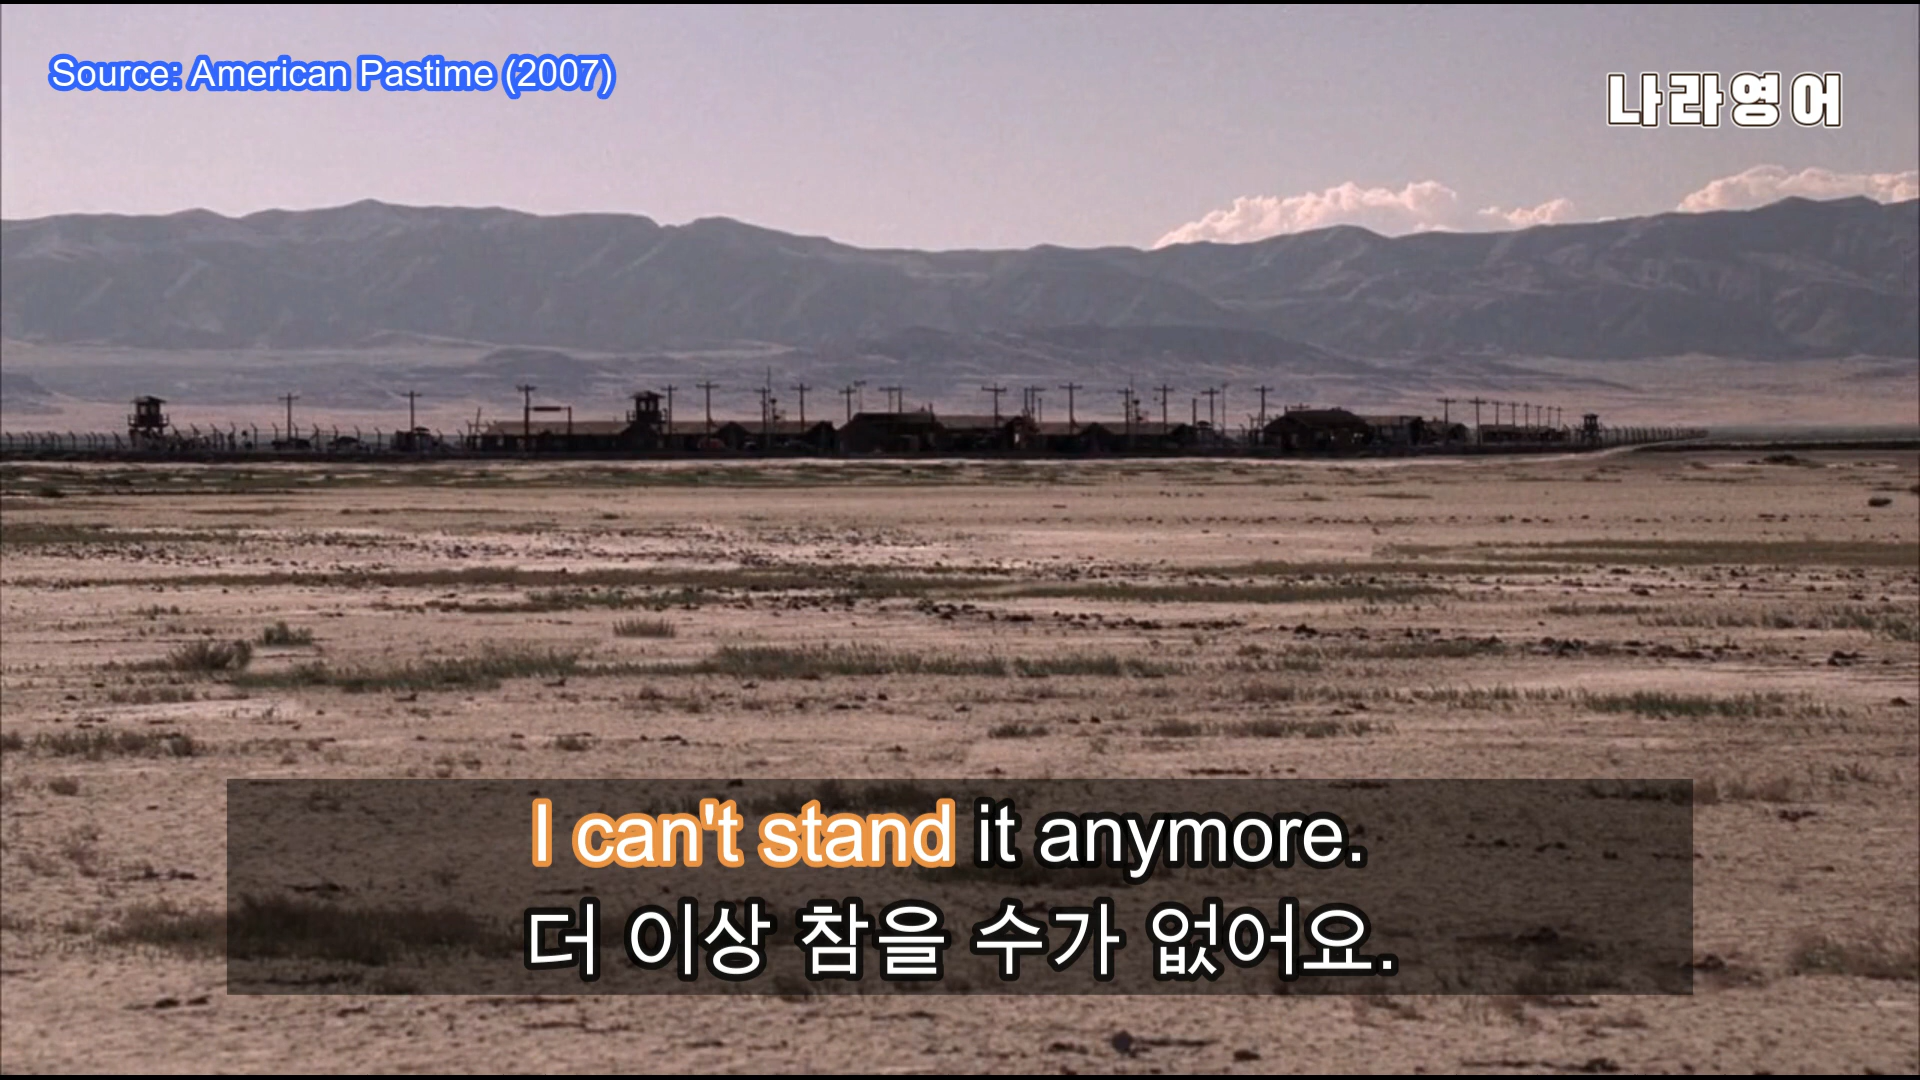 Source: American Pastime (2007)
나라영어
I can't stand it anymore.
더 이상 참을 수가 없어요.